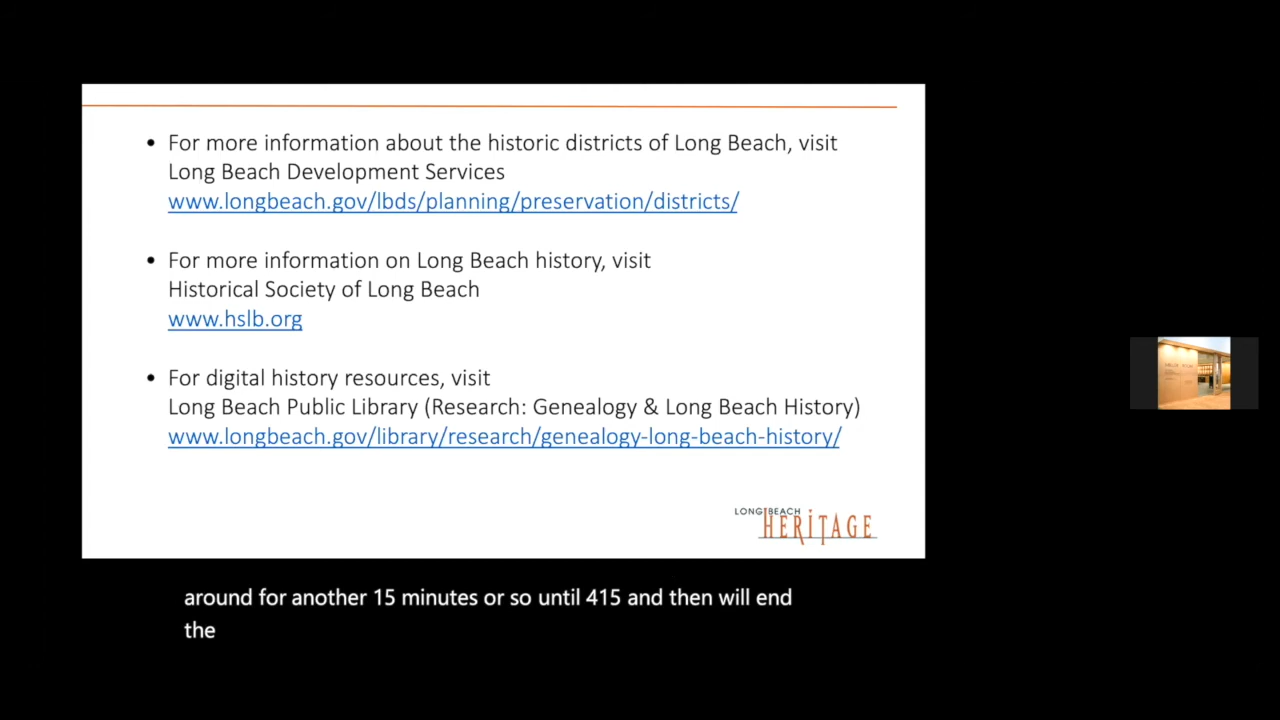 • For more information about the historic districts of Long Beach, visit
Long Beach Development Services
www.longbeach.gov/lbds/planning/preservation/districts/
• For more information on Long Beach history, visit
Historical Society of Long Beach
www.hslb.org
• For digital history resources, visit
Long Beach Public Library (Research: Genealogy & Long Beach History)
www.longbeach.gov/library/research/genealogy-long-beach-history/
LONG BEACH
HERITAGE
around for another 15 minutes or so until 415 and then will end
the